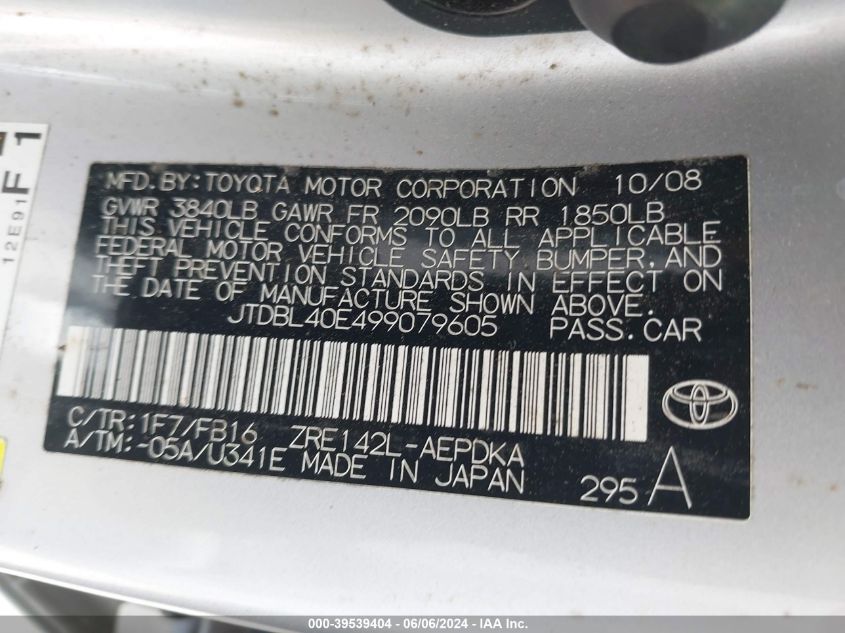 F 1
12E91
MFD.BY:TOYOTA MOTOR CORPORATION 10/08
GVWR 3840LB GAWR FR 2090LB RR 1850LB
THIS VEHICLE CONFORMS TO ALL APPLICABLE
FEDERAL MOTOR VEHICLE SAFETY, BUMPER, AND
THEFT PREVENTION STANDARDS IN EFFECT ON
THE DATE OF MANUFACTURE SHOWN ABOVE.
JTDBL40E499079605 PASS.CAR
C/TR:1F7/FB16 ZRE142L-AEPDKA
A/TM:-05A/U341E MADE IN JAPAN
295 A
000-39539404 / 06/06/2024 - IAA Inc.